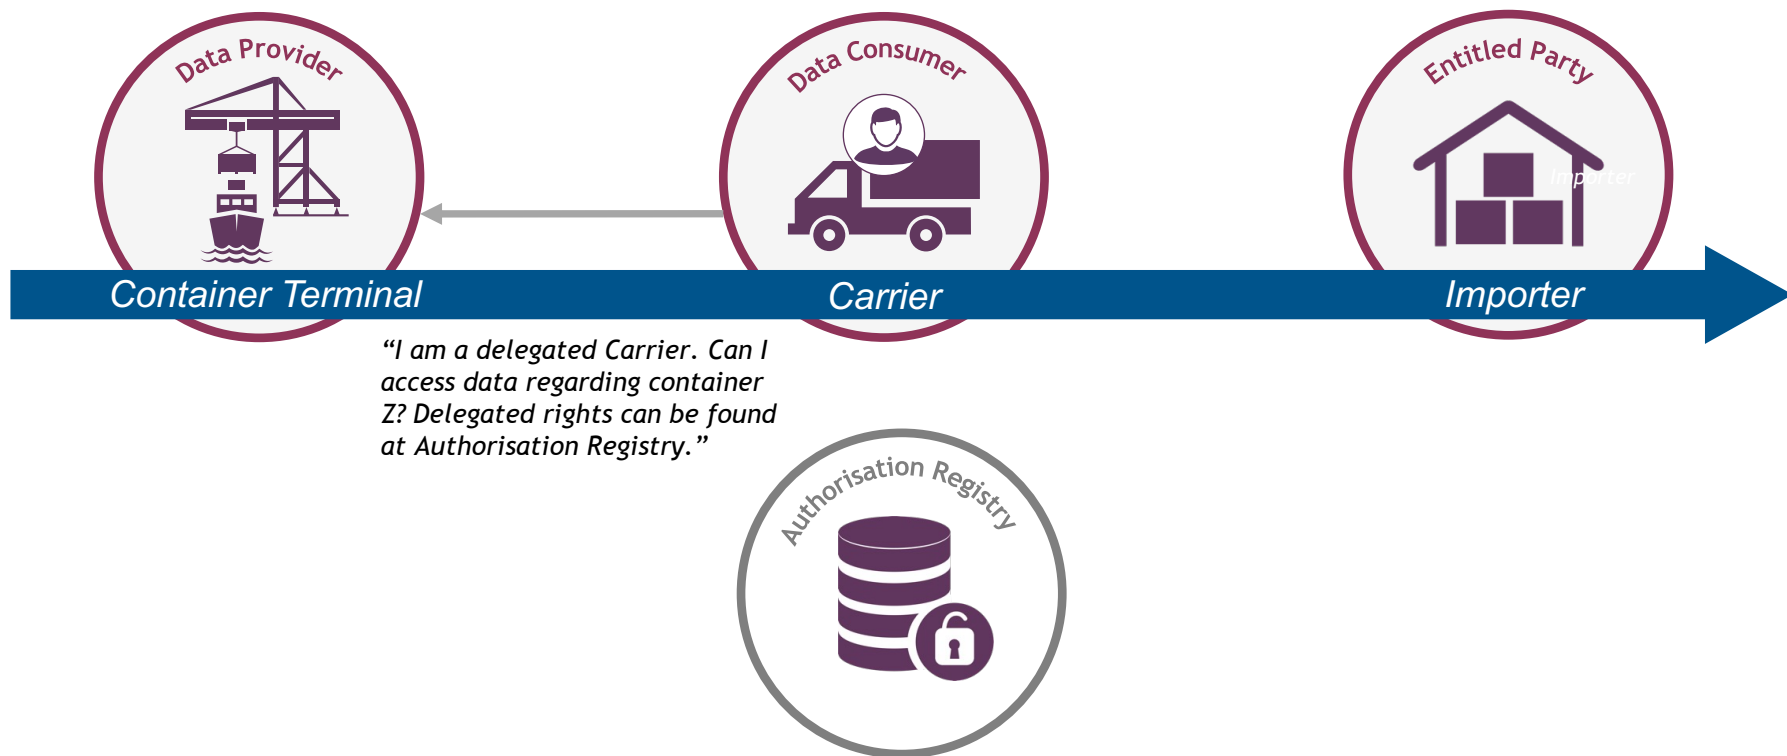 Data Provider
Data Consumer
Entitled Party
Importer
Container Terminal
Carrier
Importer
“I am a delegated Carrier. Can I
access data regarding container
Z? Delegated rights can be found
at Authorisation Registry.”
Authorisation Registry